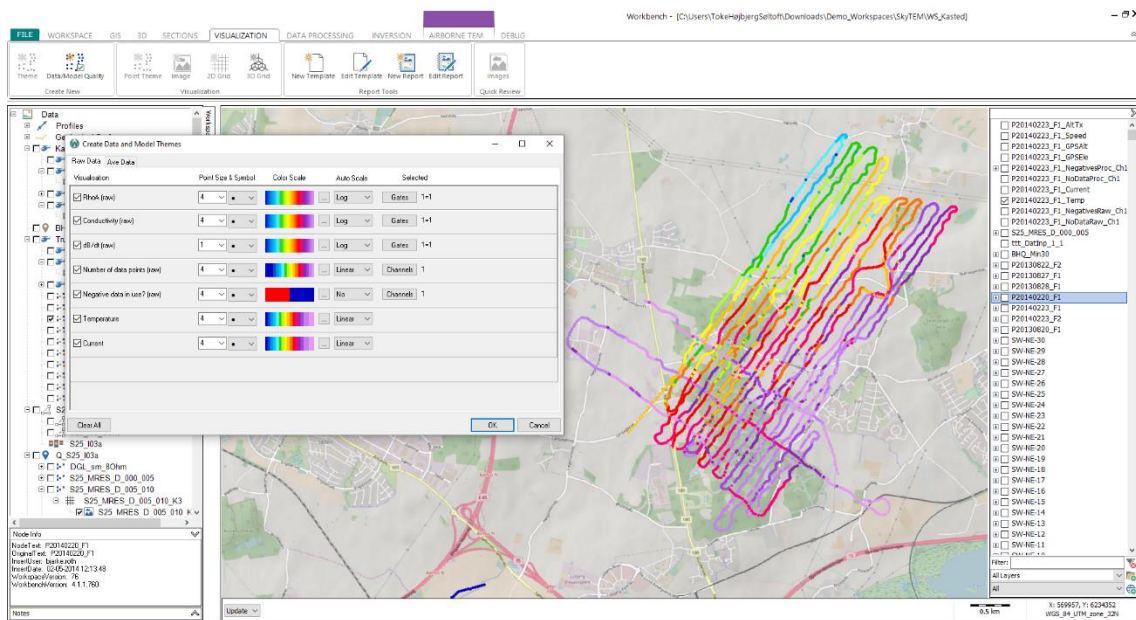 Workbench - [C:\Users\TokeHøjbjergSøltoft\Downloads\Demo_Workspaces\SkyTEM\WS_Kasted]
FILE WORKSPACE GIS 3D SECTIONS VISUALIZATION DATA PROCESSING INVERSION AIRBORNE TEM DEBUG
Theme Data/Model Quality Point Theme Image 2D Grid 3D Grid New Template Edit Template New Report Edit Report Images
Create New Visualization Report Tools Quick Review
Data
Profiles
Create Data and Model Themes
Raw Data Ave Data
Visualisation Point Size & Symbol Color Scale Auto Scale Selected
RhoA (raw) 4 ... Log Gates 1->1
Conductivity (raw) 4 ... Log Gates 1->1
dB/dt (raw) 1 ... Log Gates 1->1
Number of data points (raw) 4 ... Linear Channels 1
Negative data in use? (raw) 4 ... No Channels 1
Temperature 4 ... Linear
Current 4 ... Linear
Clear All OK Cancel
S25_I03a
Q_S25_I03a
DGL_sm_8Ohm
S25_MRES_D_000_005
S25_MRES_D_005_010
S25_MRES_D_005_010_K3
S25_MRES_D_005_010_K
Node Info
NodeText: P20140220_F1
OriginalText: P20140220_F1
InsertUser: bjarke.roth
InsertDate: 02-05-2014 12:13:48
WorkspaceVersion: 76
WorkbenchVersion: 4.1.1.760
Notes
Update
P20140223_F1_AltTx
P20140223_F1_Speed
P20140223_F1_GPSAlt
P20140223_F1_GPSEle
P20140223_F1_NegativesProc_Ch1
P20140223_F1_NoDataProc_Ch1
P20140223_F1_Current
P20140223_F1_Temp
P20140223_F1_NegativesRaw_Ch1
P20140223_F1_NoDataRaw_Ch1
S25_MRES_D_000_005
ttt_DatInp_1_1
BHQ_Min30
P20130822_F2
P20130827_F1
P20130828_F1
P20140220_F1
P20140223_F1
P20140223_F2
P20130820_F1
SW-NE-30
SW-NE-29
SW-NE-28
SW-NE-27
SW-NE-26
SW-NE-25
SW-NE-24
SW-NE-23
SW-NE-22
SW-NE-21
SW-NE-20
SW-NE-19
SW-NE-18
SW-NE-17
SW-NE-16
SW-NE-15
SW-NE-14
SW-NE-13
SW-NE-12
SW-NE-11
Filter:
All Layers
All
0.5 km
X: 569957, Y: 6234352
WGS_84_UTM_zone_32N